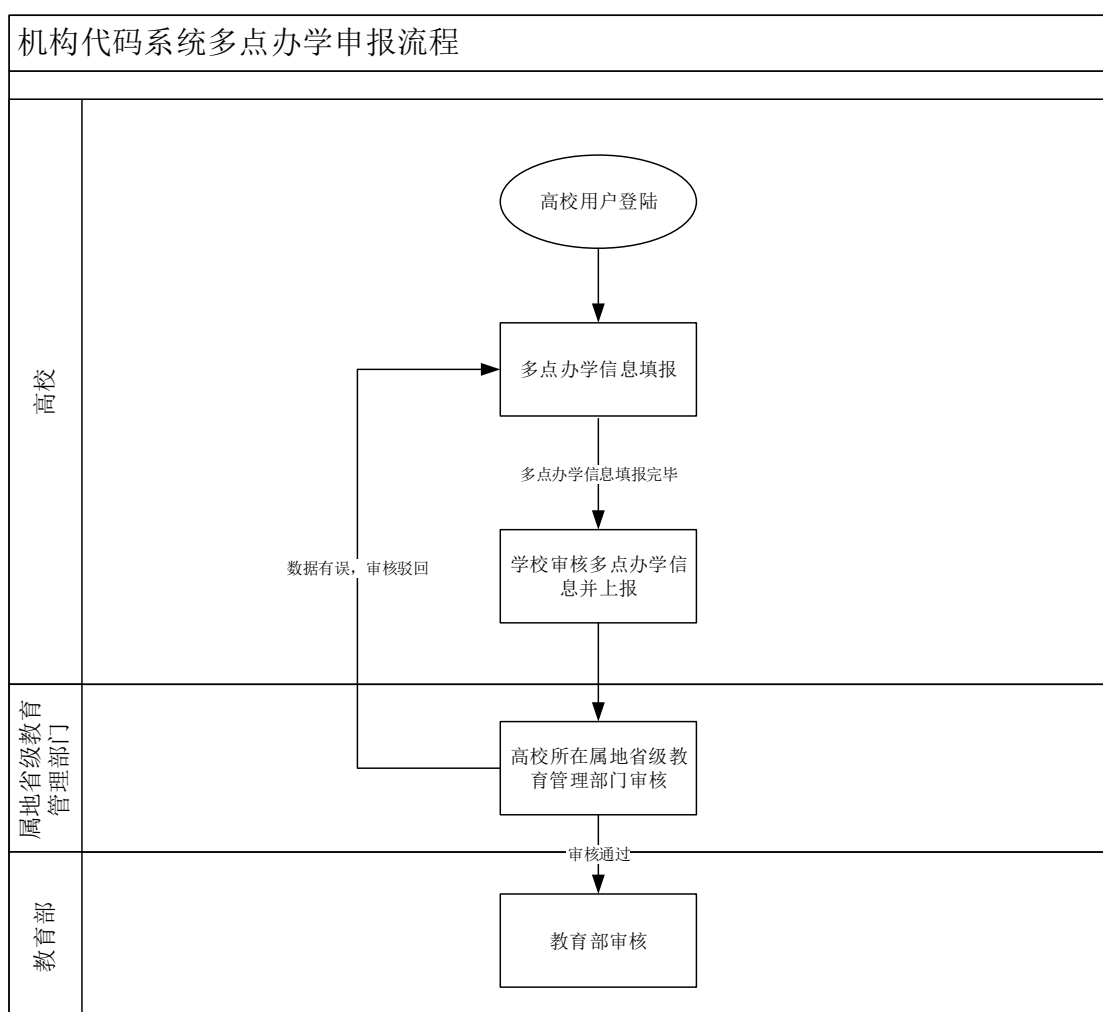 机构代码系统多点办学申报流程
高校
高校用户登陆
多点办学信息填报
多点办学信息填报完毕
数据有误，审核驳回
学校审核多点办学信
息并上报
属地省级教育
管理部门
高校所在属地省级教
育管理部门审核
审核通过
教育部
教育部审核